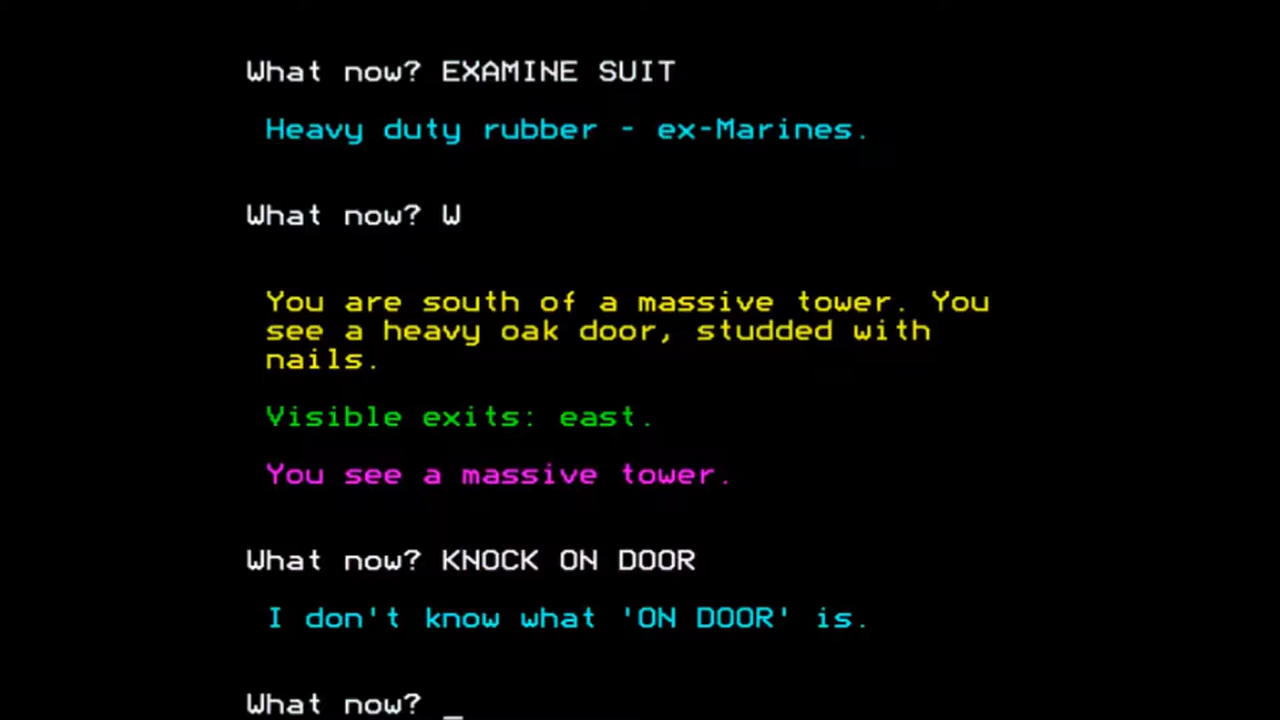 What now? EXAMINE SUIT
Heavy duty rubber - ex-Marines.
What now? W
You are south of a massive tower. You
see a heavy oak door, studded with
nails.
Visible exits: east.
You see a massive tower.
What now? KNOCK ON DOOR
I don't know what 'ON DOOR' is.
What now? _